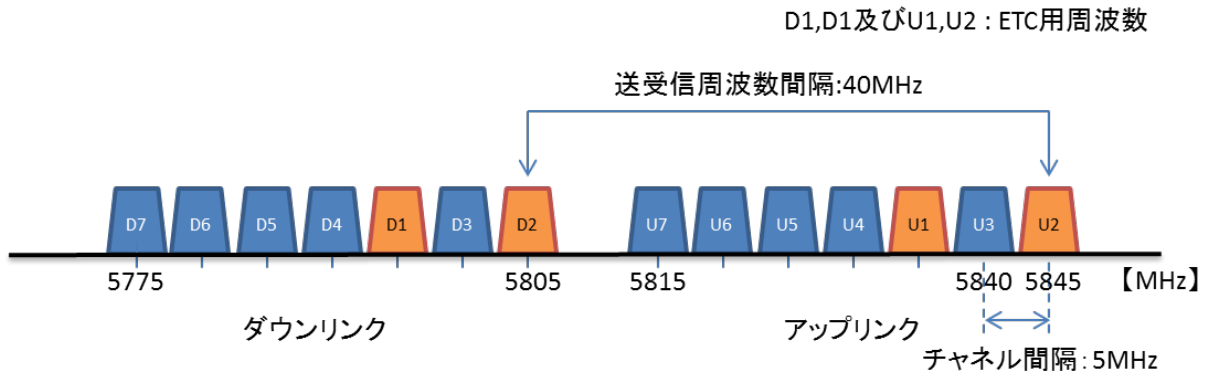 D1,D1及びU1,U2：ETC用周波数
送受信周波数間隔:40MHz
D7 D6 D5 D4 D1 D3 D2 U7 U6 U5 U4 U1 U3 U2
5775 5805 5815 5840 5845 【MHz】
ダウンリンク アップリンク
チャネル間隔：5MHz